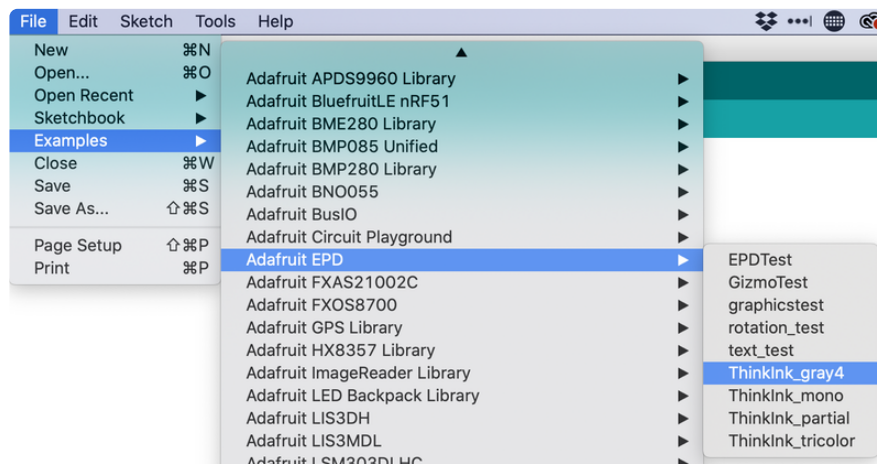 File Edit Sketch Tools Help
New ⌘N
Open... ⌘O
Open Recent ▶
Sketchbook ▶
Examples ▶
Close ⌘W
Save ⌘S
Save As... ⇧⌘S
Page Setup ⇧⌘P
Print ⌘P
▲
Adafruit APDS9960 Library ▶
Adafruit BluefruitLE nRF51 ▶
Adafruit BME280 Library ▶
Adafruit BMP085 Unified ▶
Adafruit BMP280 Library ▶
Adafruit BNO055 ▶
Adafruit BusIO ▶
Adafruit Circuit Playground ▶
Adafruit EPD ▶
Adafruit FXAS21002C ▶
Adafruit FXOS8700 ▶
Adafruit GPS Library ▶
Adafruit HX8357 Library ▶
Adafruit ImageReader Library ▶
Adafruit LED Backpack Library ▶
Adafruit LIS3DH ▶
Adafruit LIS3MDL ▶
Adafruit LSM303DLHC ▶
EPDTest
GizmoTest
graphicstest
rotation_test
text_test
ThinkInk_gray4
ThinkInk_mono
ThinkInk_partial
ThinkInk_tricolor